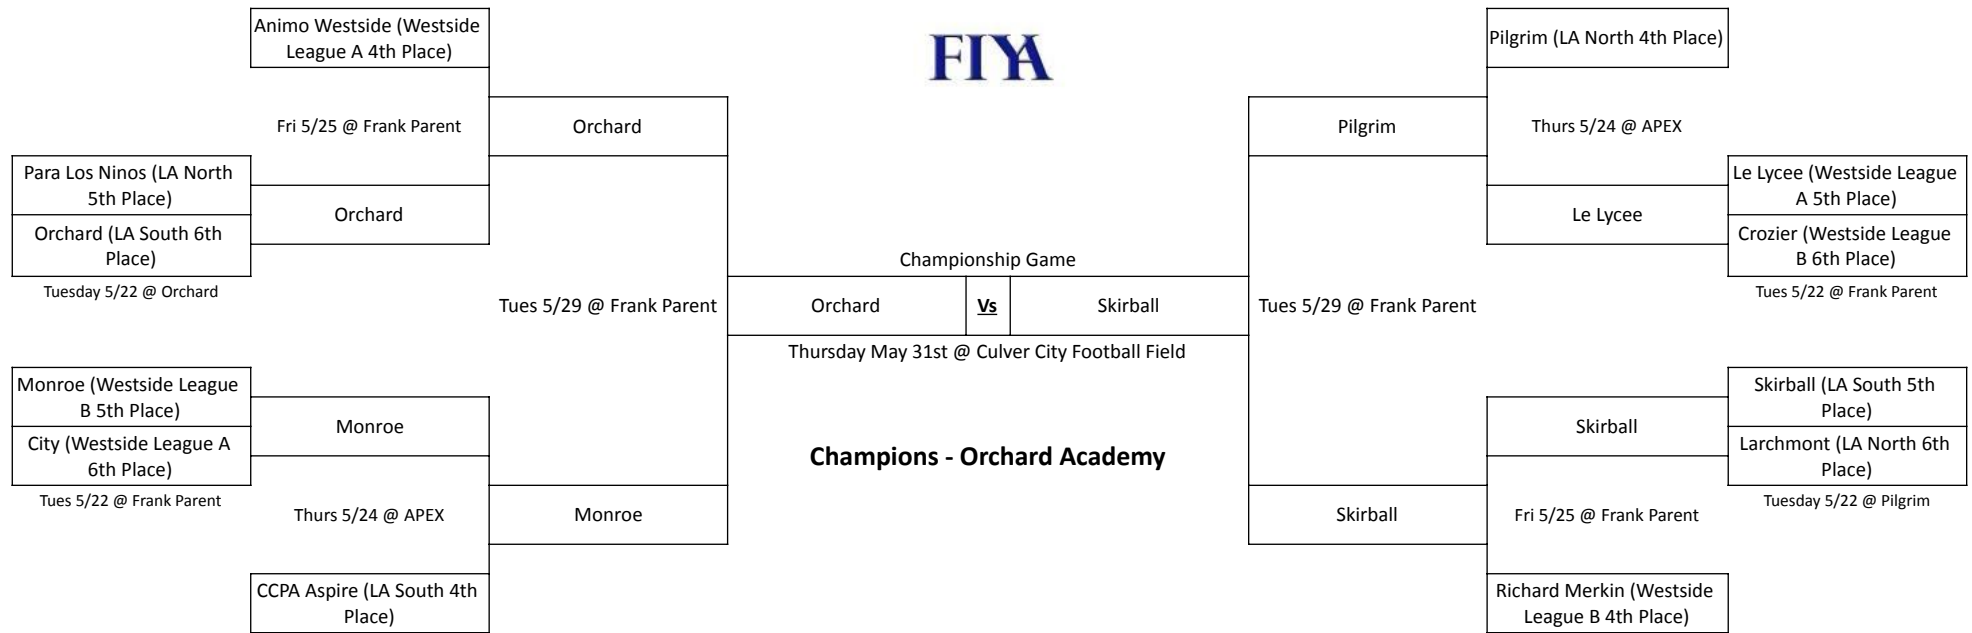 Animo Westside (Westside
League A 4th Place)
FIYA
Pilgrim (LA North 4th Place)
Fri 5/25 @ Frank Parent
Orchard
Pilgrim
Thurs 5/24 @ APEX
Para Los Ninos (LA North
5th Place)
Orchard
Orchard (LA South 6th
Place)
Tuesday 5/22 @ Orchard
Le Lycee (Westside League
A 5th Place)
Le Lycee
Crozier (Westside League
B 6th Place)
Tues 5/22 @ Frank Parent
Championship Game
Tues 5/29 @ Frank Parent
Orchard
Vs
Skirball
Tues 5/29 @ Frank Parent
Thursday May 31st @ Culver City Football Field
Monroe (Westside League
B 5th Place)
Monroe
City (Westside League A
6th Place)
Tues 5/22 @ Frank Parent
Champions - Orchard Academy
Skirball (LA South 5th
Place)
Skirball
Larchmont (LA North 6th
Place)
Tuesday 5/22 @ Pilgrim
Thurs 5/24 @ APEX
Monroe
Skirball
Fri 5/25 @ Frank Parent
CCPA Aspire (LA South 4th
Place)
Richard Merkin (Westside
League B 4th Place)